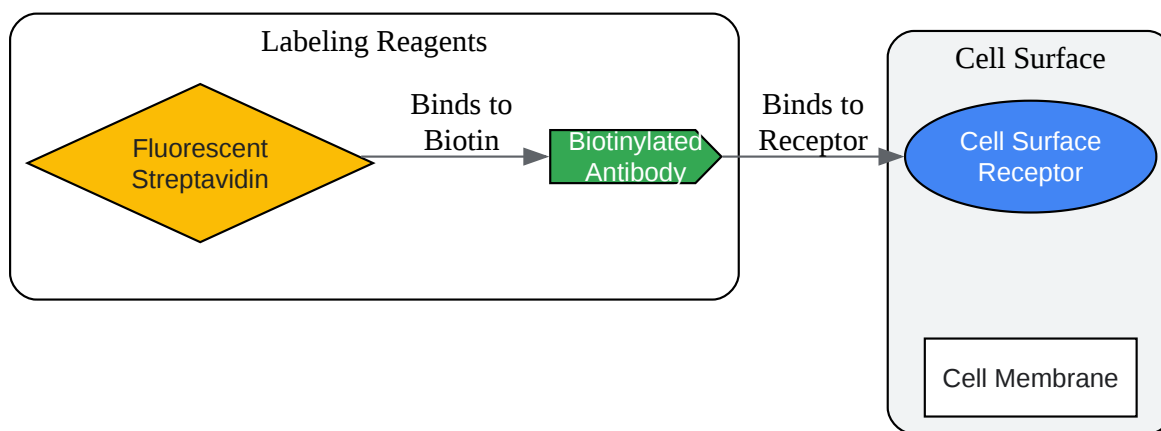 Labeling Reagents
Fluorescent
Streptavidin
Binds to
Biotin
Biotinylated
Antibody
Binds to
Receptor
Cell Surface
Cell Surface
Receptor
Cell Membrane